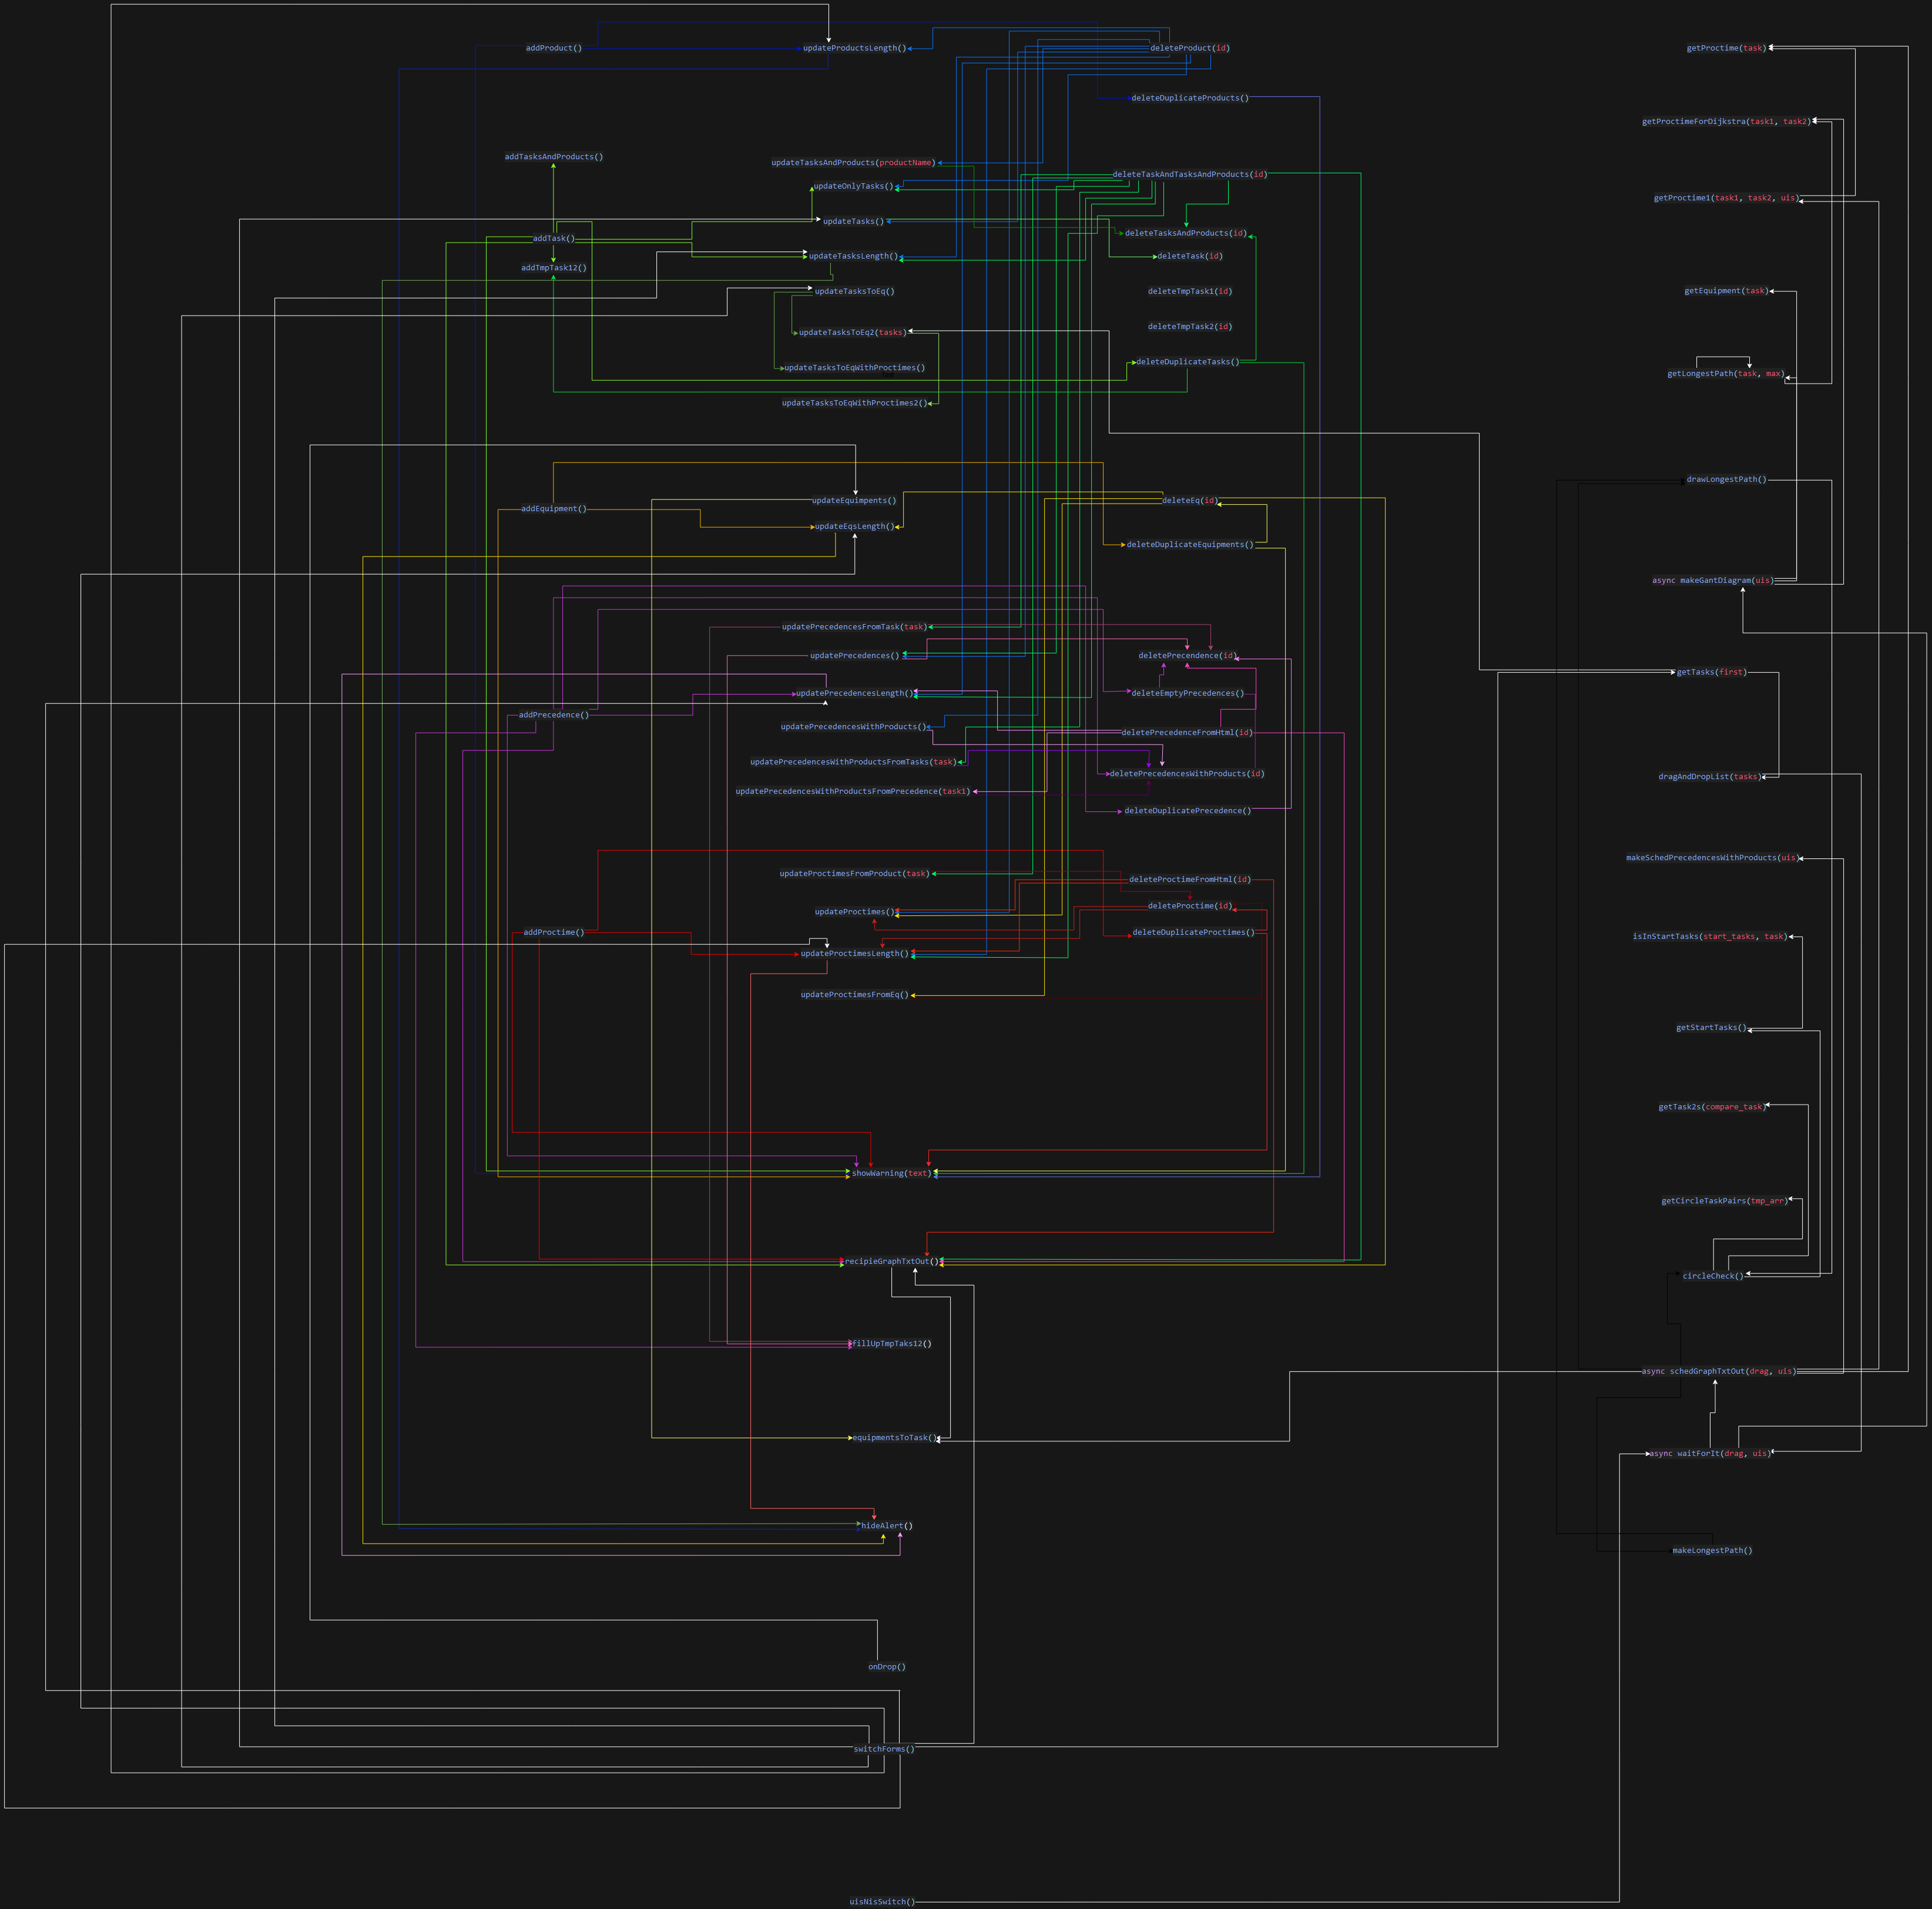 addProduct()
updateProductsLength()
deleteProduct(id)
getProctime(task)
deleteDuplicateProducts()
getProctimeForDijkstra(task1, task2)
addTasksAndProducts()
updateTasksAndProducts(productName)
deleteTaskAndTasksAndProducts(id)
updateOnlyTasks()
getProctime1(task1, task2, uis)
updateTasks()
addTask()
deleteTasksAndProducts(id)
updateTasksLength()
deleteTask(id)
addTmpTask12()
updateTasksToEq()
deleteTmpTask1(id)
getEquipment(task)
deleteTmpTask2(id)
updateTasksToEq2(tasks)
deleteDuplicateTasks()
updateTasksToEqWithProctimes()
getLongestPath(task, max)
updateTasksToEqWithProctimes2()
drawLongestPath()
updateEquimpents()
deleteEq(id)
addEquipment()
updateEqsLength()
deleteDuplicateEquipments()
async makeGantDiagram(uis)
updatePrecedencesFromTask(task)
updatePrecedences()
deletePrecendence(id)
getTasks(first)
updatePrecedencesLength()
deleteEmptyPrecedences()
addPrecedence()
updatePrecedencesWithProducts()
deletePrecedenceFromHtml(id)
updatePrecedencesWithProductsFromTasks(task)
deletePrecedencesWithProducts(id)
dragAndDropList(tasks)
updatePrecedencesWithProductsFromPrecedence(task1)
deleteDuplicatePrecedence()
makeSchedPrecedencesWithProducts(uis)
updateProctimesFromProduct(task)
deleteProctimeFromHtml(id)
deleteProctime(id)
updateProctimes()
addProctime()
deleteDuplicateProctimes()
isInStartTasks(start_tasks, task)
updateProctimesLength()
updateProctimesFromEq()
getStartTasks()
getTask2s(compare_task)
showWarning(text)
getCircleTaskPairs(tmp_arr)
recipieGraphTxtOut()
circleCheck()
fillUpTmpTaks12()
async schedGraphTxtOut(drag, uis)
equipmentsToTask()
async waitForIt(drag, uis)
hideAlert()
makeLongestPath()
onDrop()
switchForms()
uisNisSwitch()